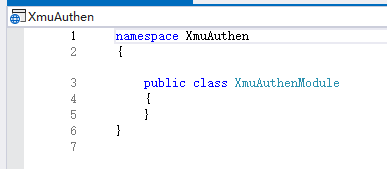 XmuAuthen
1 namespace XmuAuthen
2 {
3 public class XmuAuthenModule
4 {
5 }
6 }
7